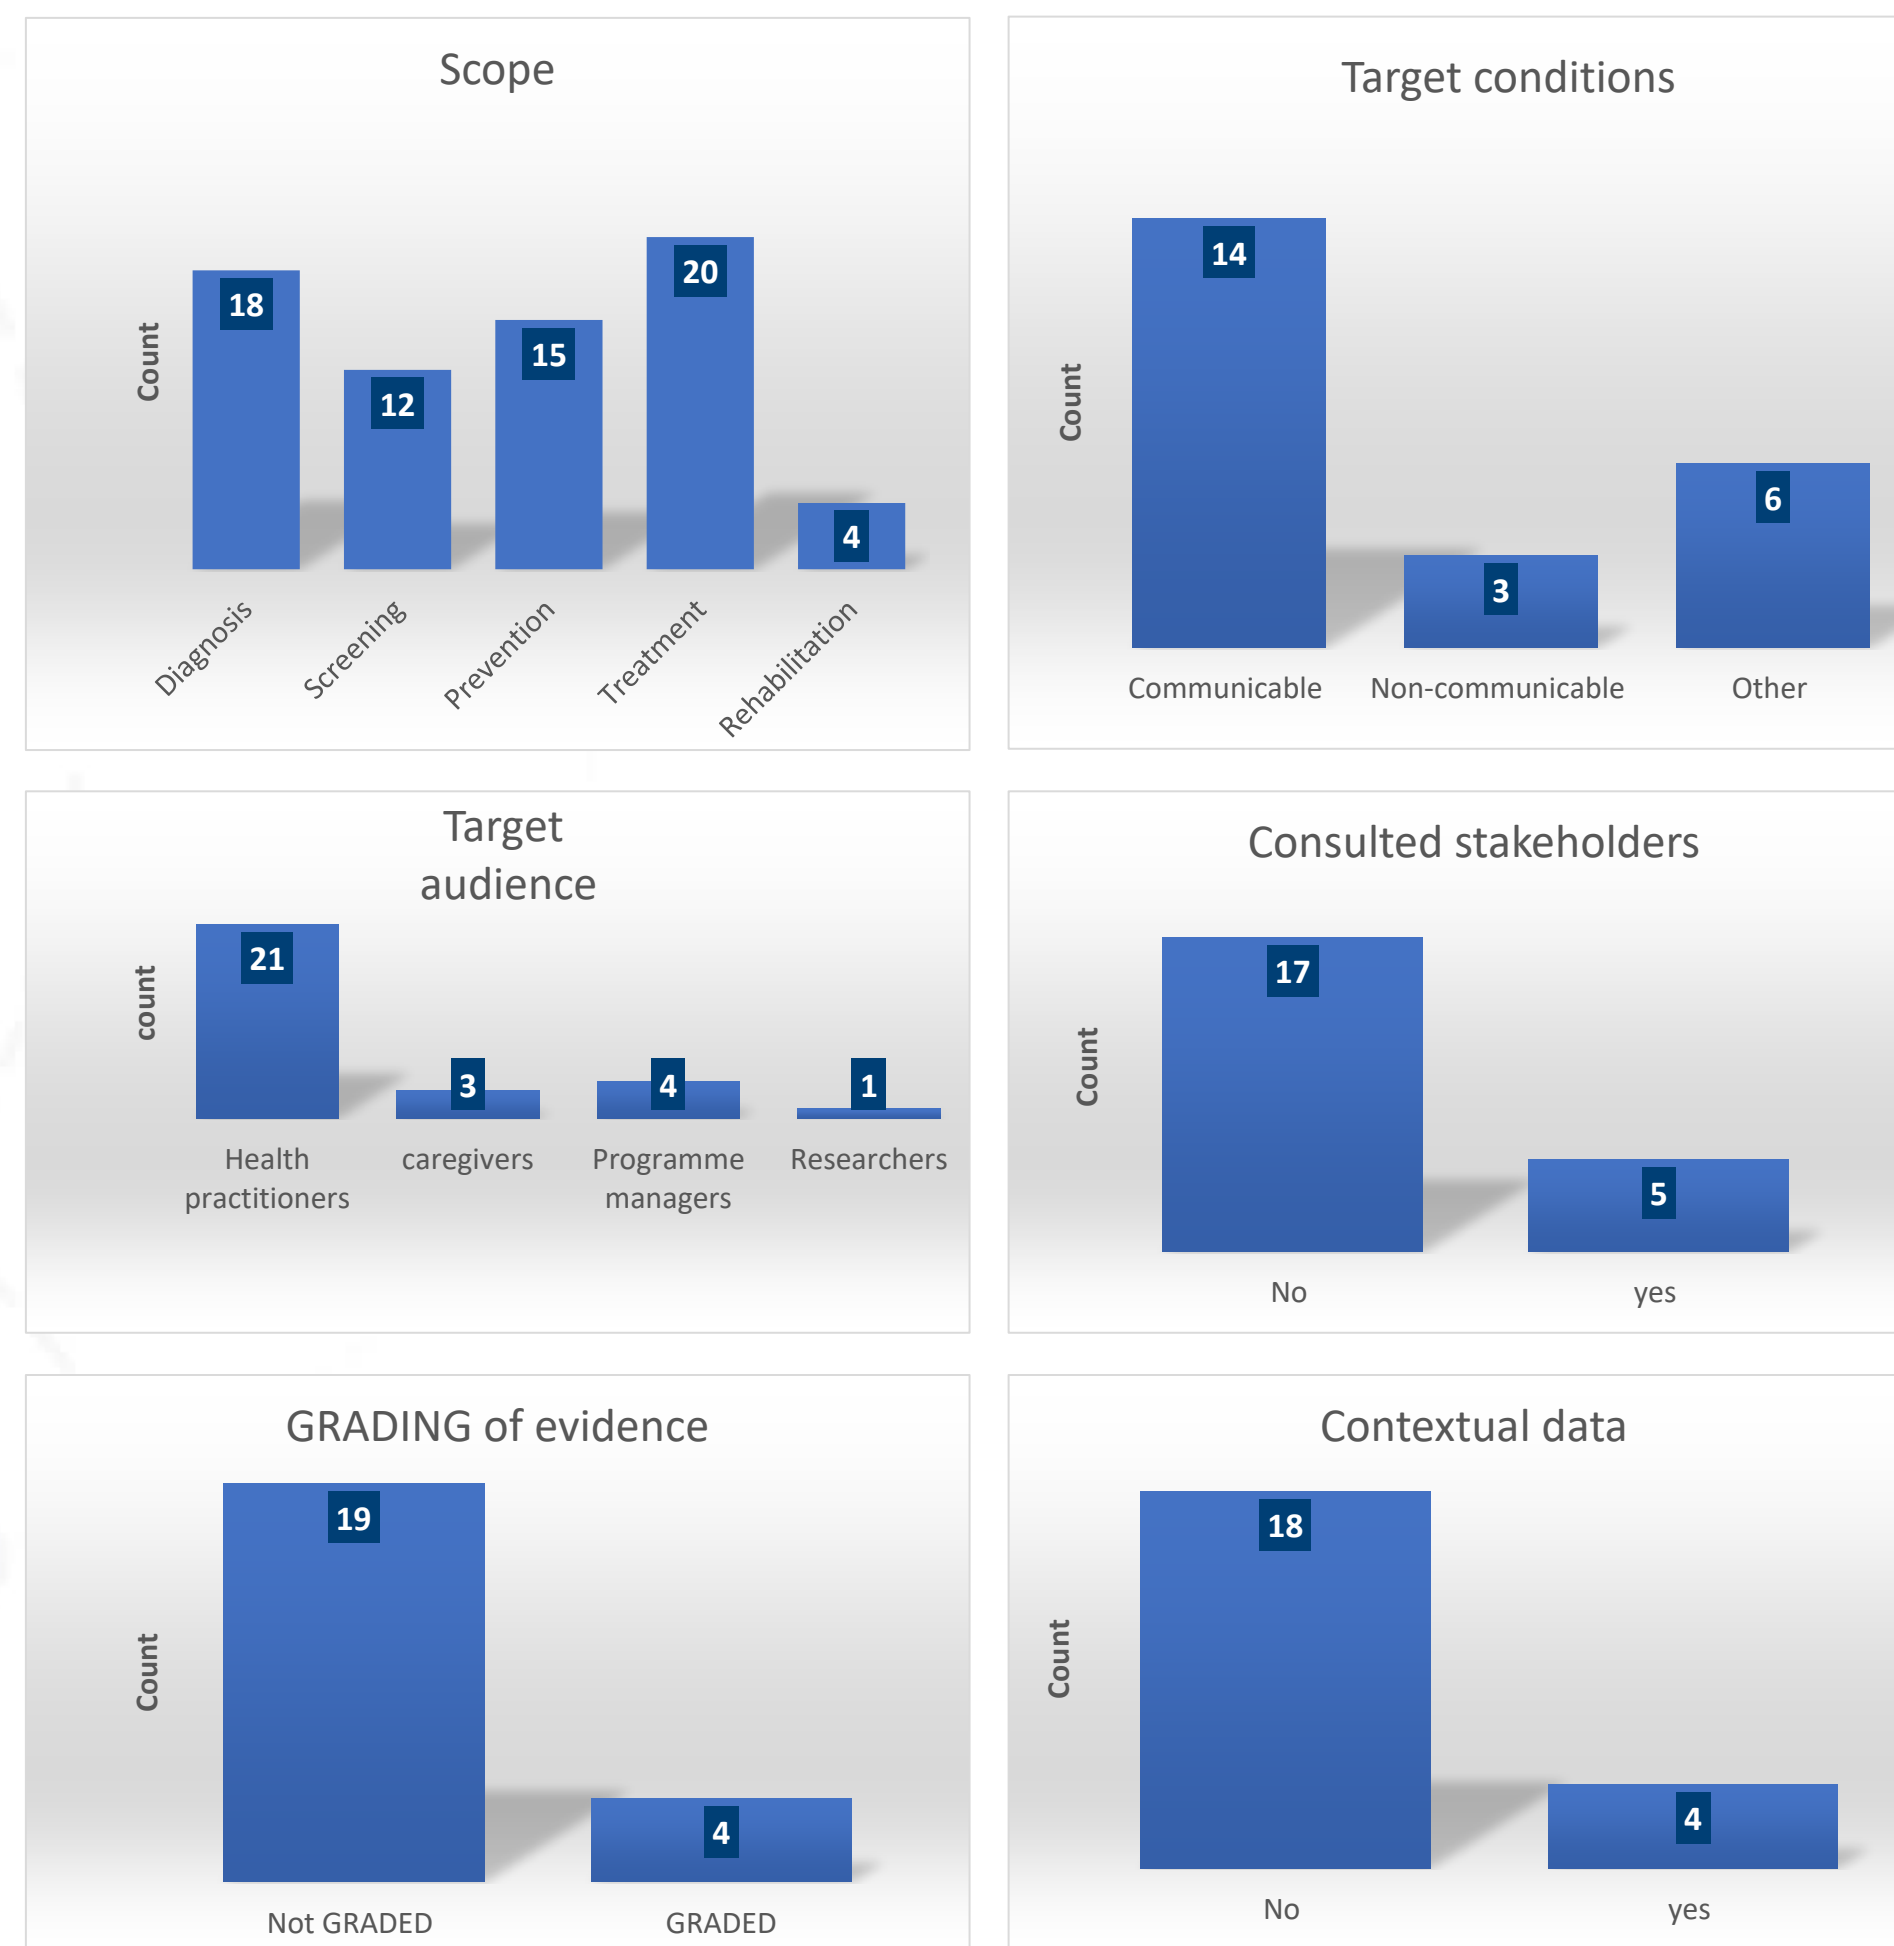 Scope
Count
18
12
15
20
4
Diagnosis
Screening
Prevention
Treatment
Rehabilitation
Target conditions
Count
14
3
6
Communicable
Non-communicable
Other
Target
audience
count
21
3
4
1
Health
practitioners
caregivers
Programme
managers
Researchers
Consulted stakeholders
Count
17
5
No
yes
GRADING of evidence
Count
19
4
Not GRADED
GRADED
Contextual data
Count
18
4
No
yes